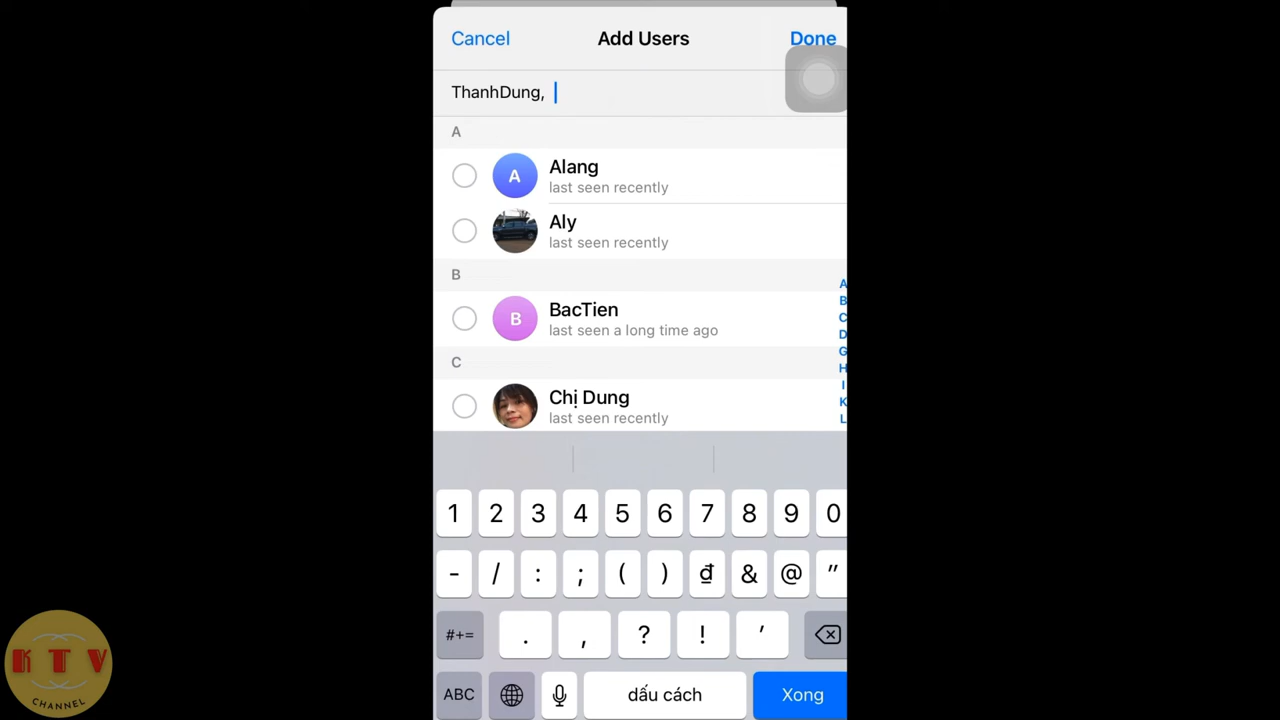 Cancel Add Users Done
ThanhDung,
A
A Alang
last seen recently
Aly
last seen recently
B
B BacTien
last seen a long time ago
C
Chị Dung
last seen recently
A
B
C
D
G
H
I
K
L
1 2 3 4 5 6 7 8 9 0
- / : ; ( ) ₫ & @ "
#+= . , ? ! '
ABC dấu cách Xong
KTV
CHANNEL